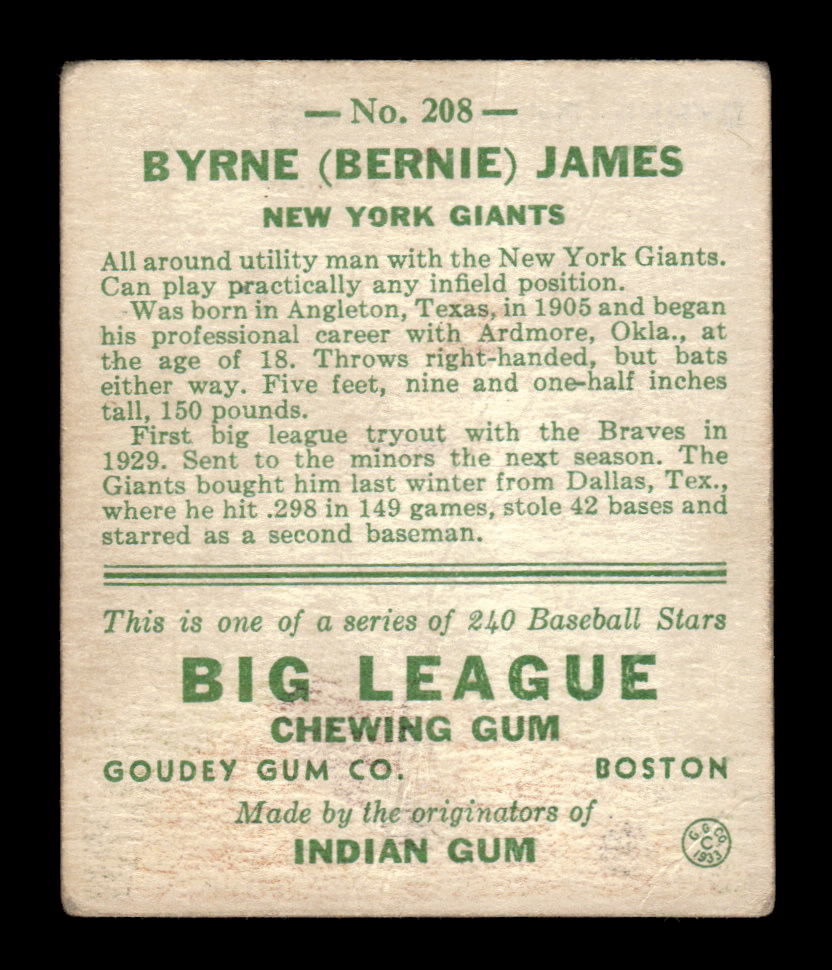 — No. 208 —
BYRNE (BERNIE) JAMES
NEW YORK GIANTS
All around utility man with the New York Giants.
Can play practically any infield position.
Was born in Angleton, Texas, in 1905 and began
his professional career with Ardmore, Okla., at
the age of 18. Throws right-handed, but bats
either way. Five feet, nine and one-half inches
tall, 150 pounds.
First big league tryout with the Braves in
1929. Sent to the minors the next season. The
Giants bought him last winter from Dallas, Tex.,
where he hit .298 in 149 games, stole 42 bases and
starred as a second baseman.
This is one of a series of 240 Baseball Stars
BIG LEAGUE
CHEWING GUM
GOUDEY GUM CO. BOSTON
Made by the originators of
INDIAN GUM
G. G. CO.
C
1933